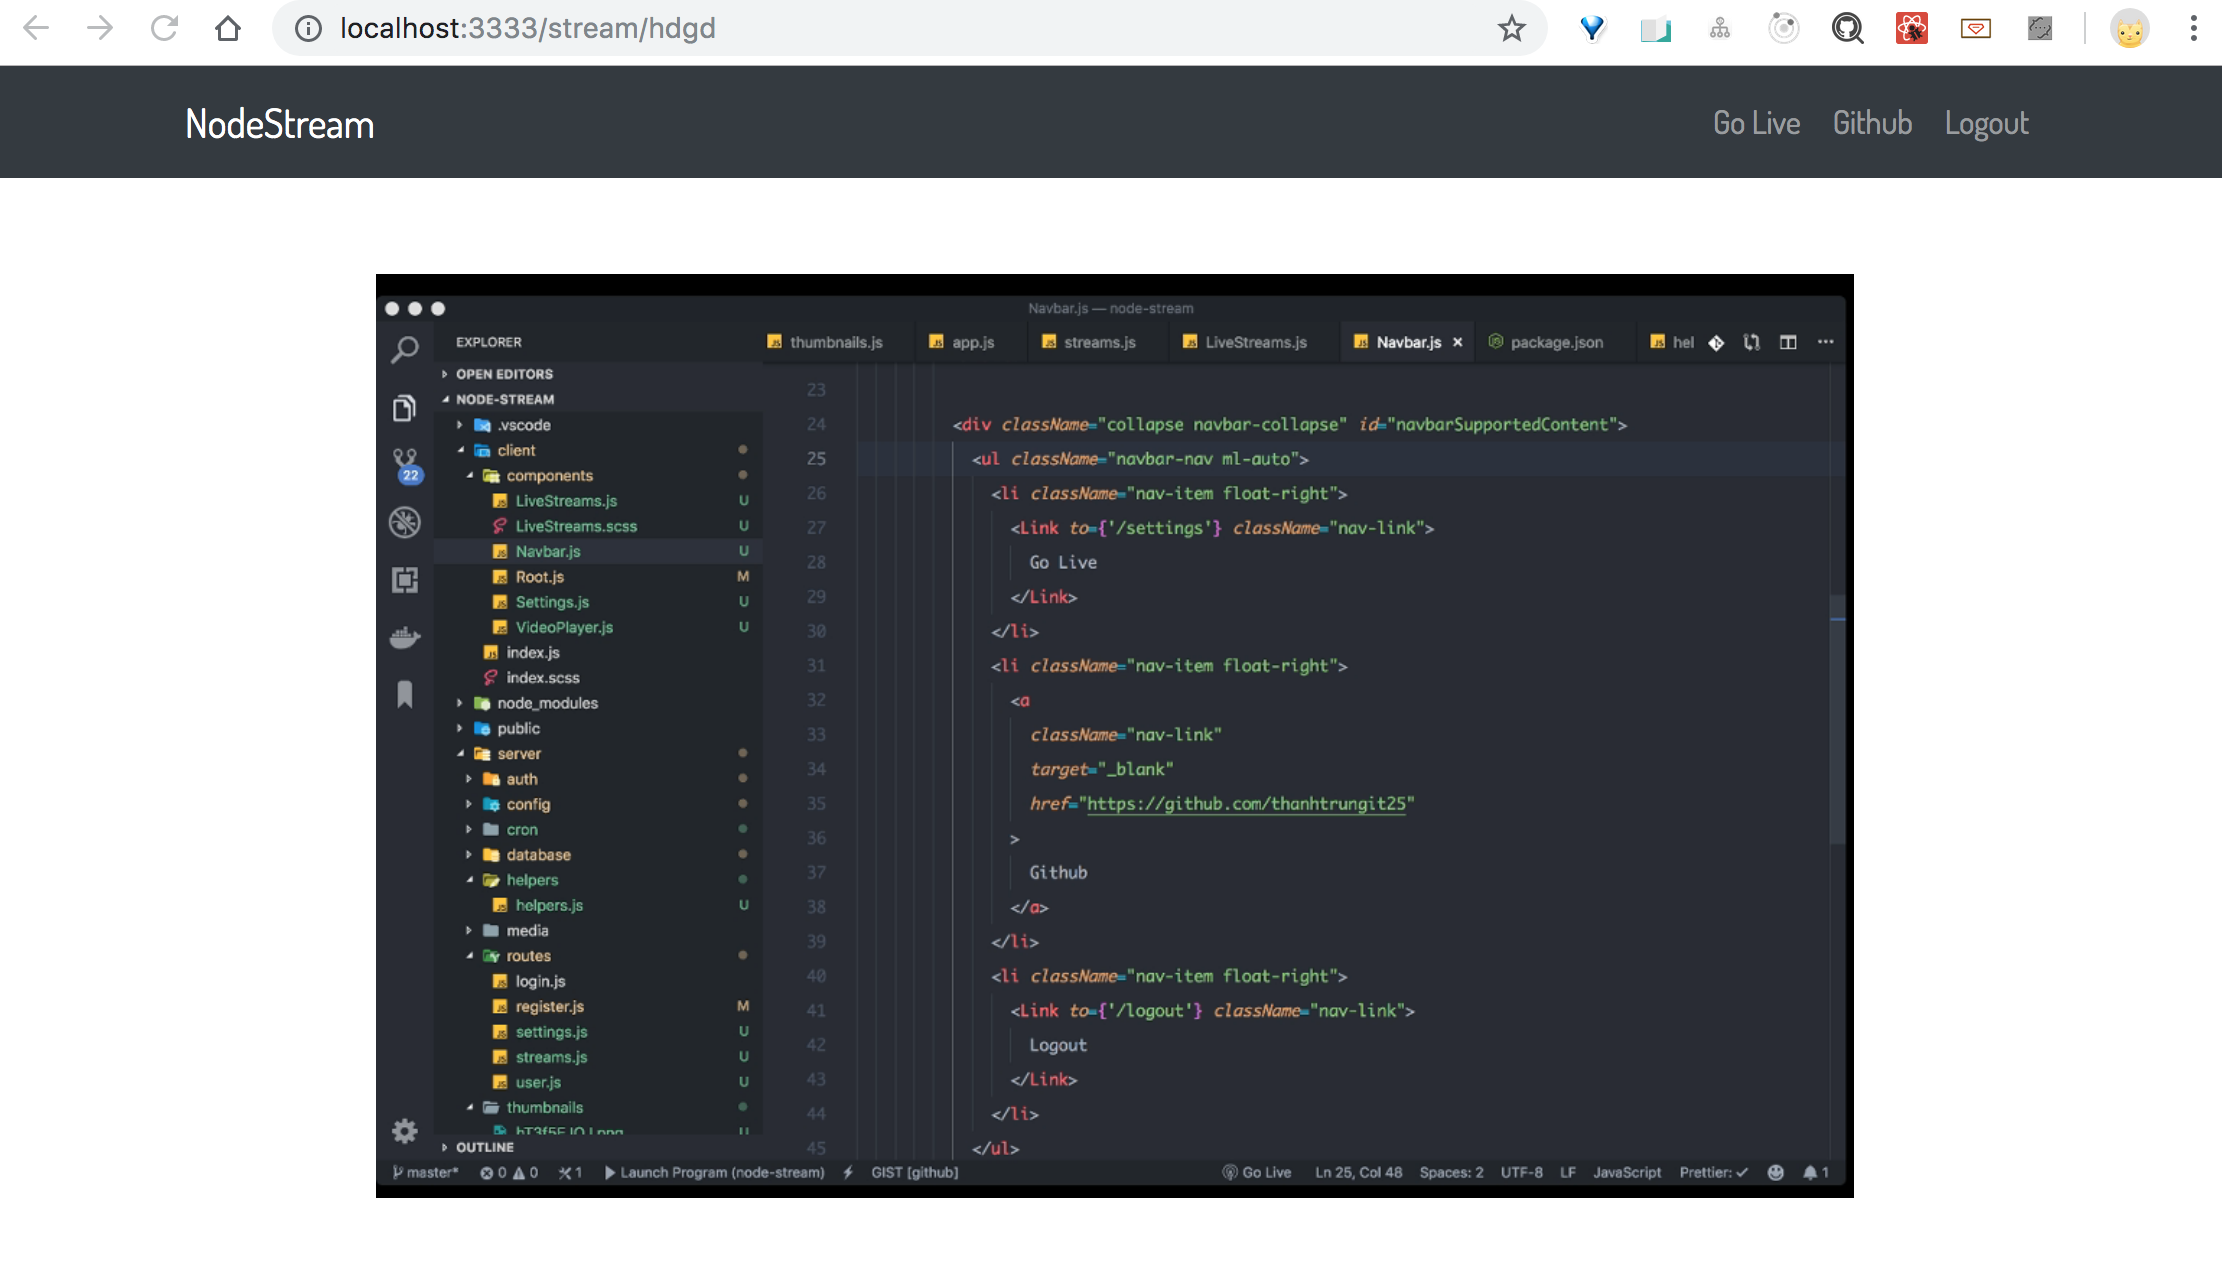 localhost:3333/stream/hdgd
NodeStream
Go Live Github Logout
Navbar.js — node-stream
EXPLORER
OPEN EDITORS
NODE-STREAM
.vscode
client
components
LiveStreams.js U
LiveStreams.scss U
Navbar.js U
Root.js M
Settings.js U
VideoPlayer.js U
index.js
index.scss
node_modules
public
server
auth
config
cron
database
helpers
helpers.js U
media
routes
login.js
register.js M
settings.js U
streams.js U
user.js U
thumbnails
OUTLINE
22
thumbnails.js app.js streams.js LiveStreams.js Navbar.js × package.json hel
23
24 <div className="collapse navbar-collapse" id="navbarSupportedContent">
25 <ul className="navbar-nav ml-auto">
26 <li className="nav-item float-right">
27 <Link to={'/settings'} className="nav-link">
28 Go Live
29 </Link>
30 </li>
31 <li className="nav-item float-right">
32 <a
33 className="nav-link"
34 target="_blank"
35 href="https://github.com/thanhtrungit25"
36 >
37 Github
38 </a>
39 </li>
40 <li className="nav-item float-right">
41 <Link to={'/logout'} className="nav-link">
42 Logout
43 </Link>
44 </li>
45 </ul>
master* 0 0 1 Launch Program (node-stream) GIST [github] Go Live Ln 25, Col 48 Spaces: 2 UTF-8 LF JavaScript Prettier: ✓ 1